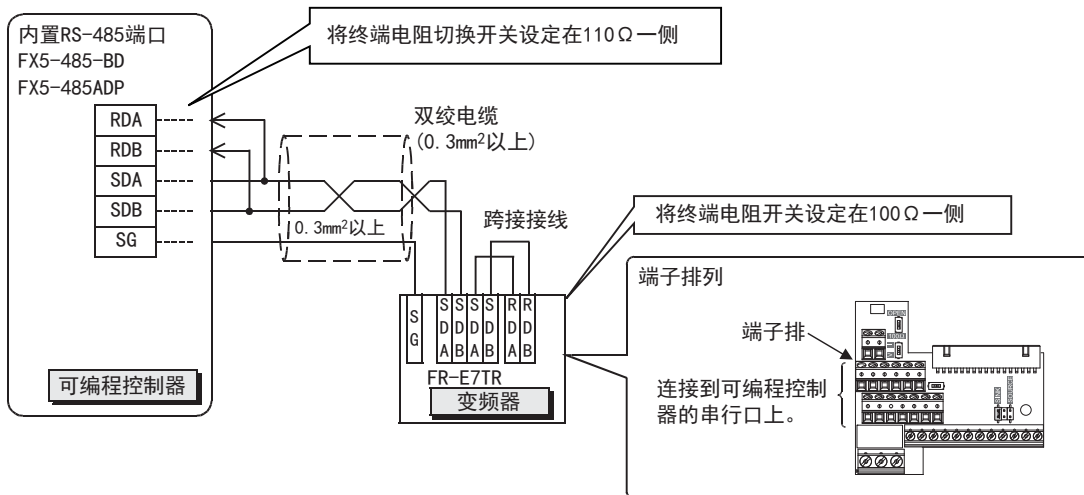 内置RS-485端口
FX5-485-BD
FX5-485ADP
将终端电阻切换开关设定在110Ω一侧
RDA
RDB
SDA
SDB
SG
双绞电缆
(0.3mm²以上)
0.3mm²以上
跨接接线
将终端电阻开关设定在100Ω一侧
SG
SDA
SDB
SDA
SDB
RDA
RDB
FR-E7TR
变频器
可编程控制器
端子排列
端子排
连接到可编程控制
器的串行口上。